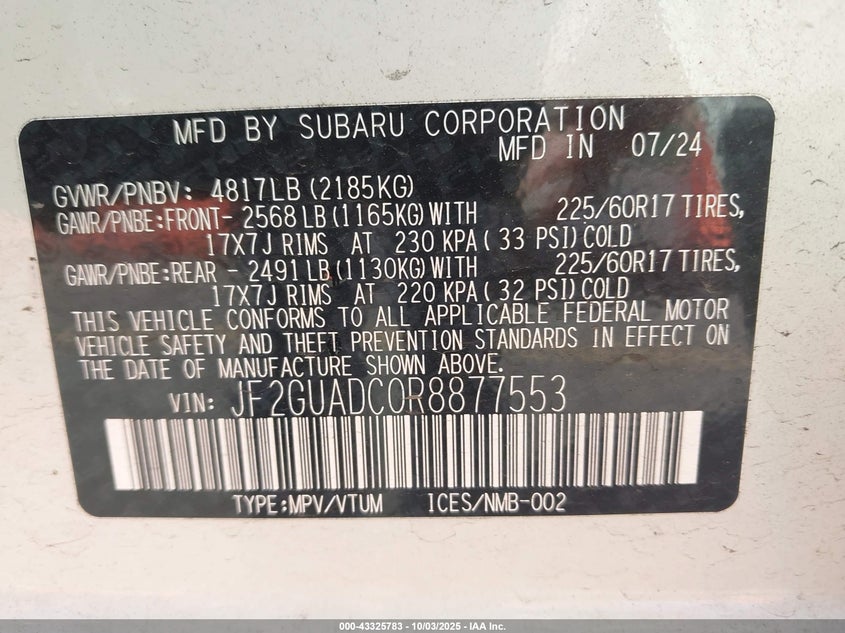 MFD BY SUBARU CORPORATION
MFD IN 07/24
GVWR/PNBV: 4817LB (2185KG)
GAWR/PNBE:FRONT- 2568 LB (1165KG) WITH 225/60R17 TIRES,
17X7J RIMS AT 230 KPA ( 33 PSI) COLD
GAWR/PNBE:REAR - 2491 LB (1130KG) WITH 225/60R17 TIRES,
17X7J RIMS AT 220 KPA ( 32 PSI) COLD
THIS VEHICLE CONFORMS TO ALL APPLICABLE FEDERAL MOTOR
VEHICLE SAFETY AND THEFT PREVENTION STANDARDS IN EFFECT ON
THE DATE OF MANUFACTURE SHOWN ABOVE.
VIN: JF2GUADC0R8877553
TYPE:MPV/VTUM ICES/NMB-002
000-43325783 - 10/03/2025 - IAA Inc.